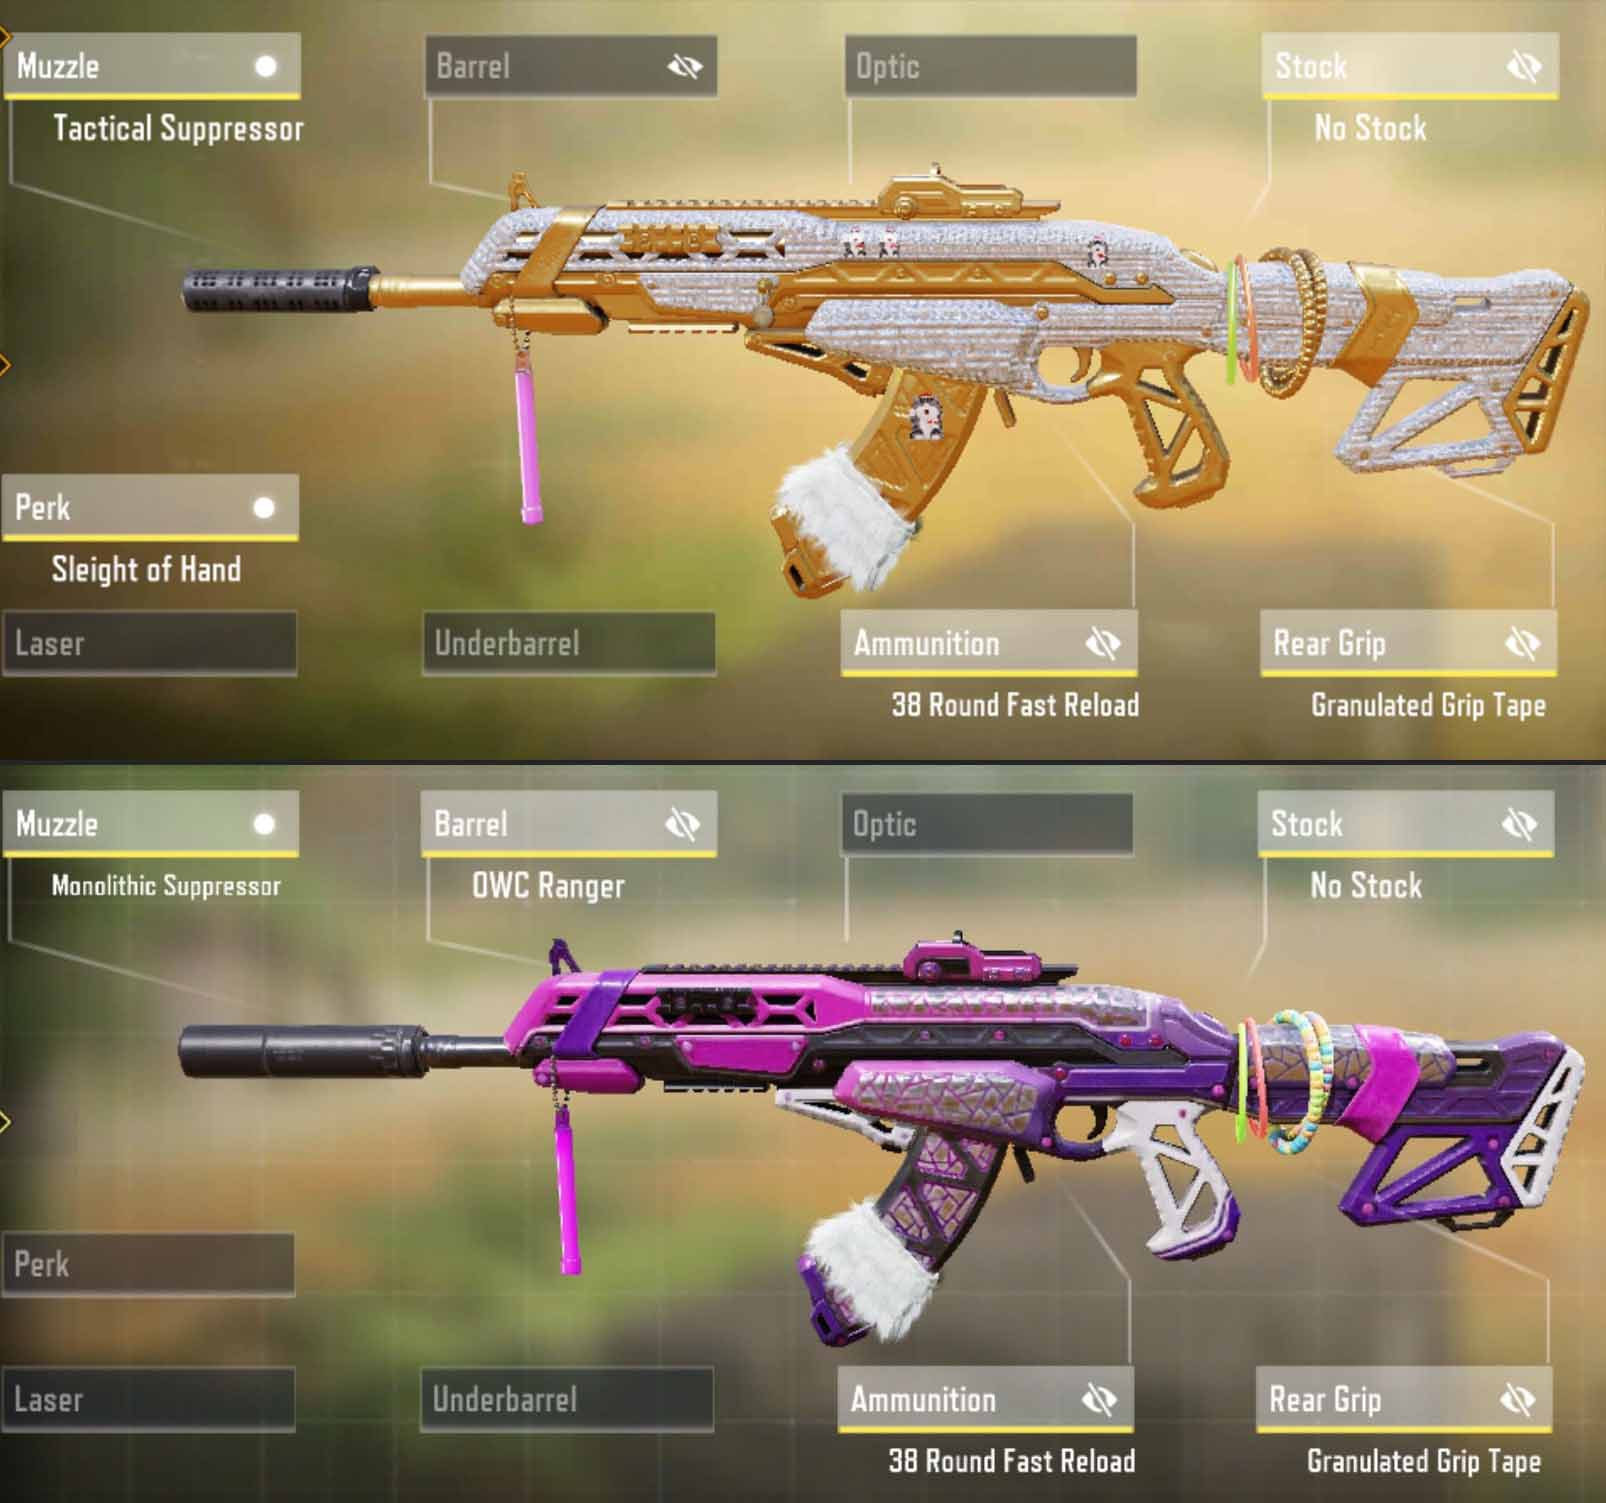 Muzzle
Barrel
Optic
Stock
Tactical Suppressor
No Stock
Perk
Sleight of Hand
Laser
Underbarrel
Ammunition
Rear Grip
38 Round Fast Reload
Granulated Grip Tape
Muzzle
Barrel
Optic
Stock
Monolithic Suppressor
OWC Ranger
No Stock
Perk
Laser
Underbarrel
Ammunition
Rear Grip
38 Round Fast Reload
Granulated Grip Tape